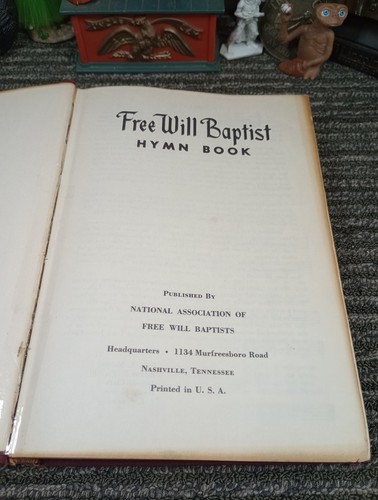 Free Will Baptist
HYMN BOOK
PUBLISHED BY
NATIONAL ASSOCIATION OF
FREE WILL BAPTISTS
Headquarters • 1134 Murfreesboro Road
NASHVILLE, TENNESSEE
Printed in U. S. A.